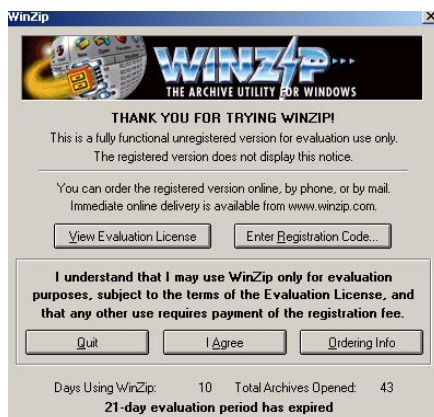 WinZip
WINZIP
THE ARCHIVE UTILITY FOR WINDOWS
THANK YOU FOR TRYING WINZIP!
This is a fully functional unregistered version for evaluation use only.
The registered version does not display this notice.
You can order the registered version online, by phone, or by mail.
Immediate online delivery is available from www.winzip.com.
View Evaluation License Enter Registration Code...
I understand that I may use WinZip only for evaluation
purposes, subject to the terms of the Evaluation License, and
that any other use requires payment of the registration fee.
Quit I Agree Ordering Info
Days Using WinZip: 10 Total Archives Opened: 43
21-day evaluation period has expired